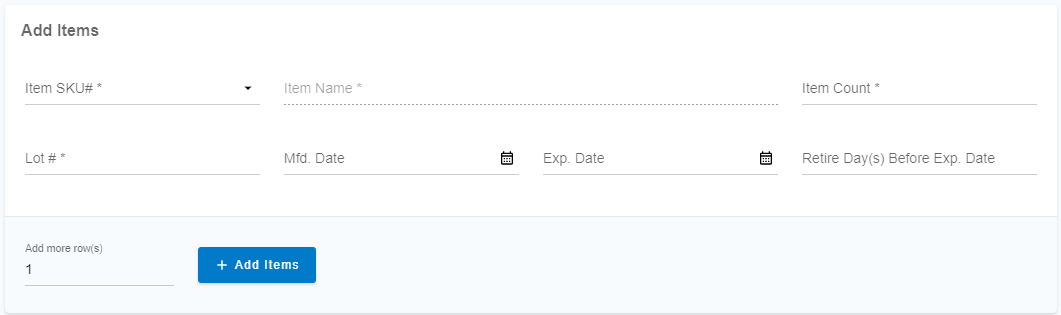 Add Items
Item SKU# *
Item Name *
Item Count *
Lot # *
Mfd. Date
Exp. Date
Retire Day(s) Before Exp. Date
Add more row(s)
1
+ Add Items